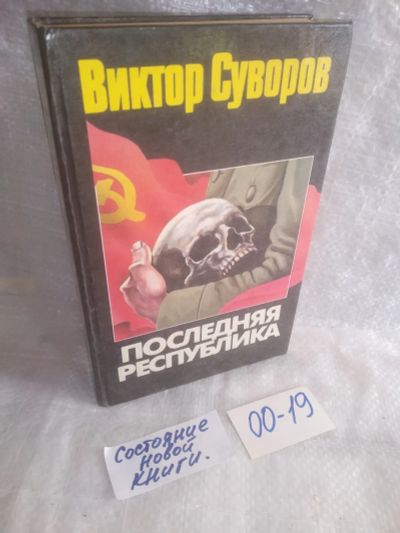 Виктор Суворов
ПОСЛЕДНЯЯ
РЕСПУБЛИКА
Состояние
новой
книги.
00-19